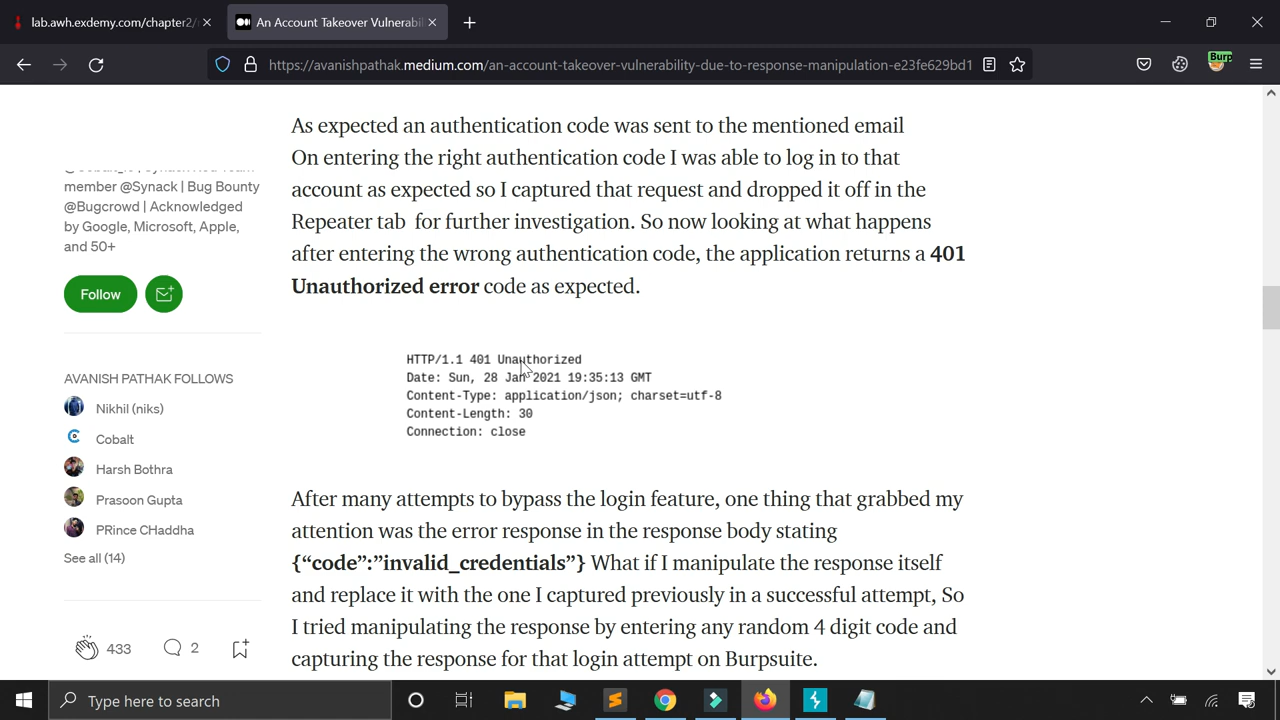 lab.awh.exdemy.com/chapter2/
An Account Takeover Vulnerabil
https://avanishpathak.medium.com/an-account-takeover-vulnerability-due-to-response-manipulation-e23fe629bd1
Burp
As expected an authentication code was sent to the mentioned email
On entering the right authentication code I was able to log in to that
account as expected so I captured that request and dropped it off in the
Repeater tab for further investigation. So now looking at what happens
after entering the wrong authentication code, the application returns a 401
Unauthorized error code as expected.
member @Synack | Bug Bounty
@Bugcrowd | Acknowledged
by Google, Microsoft, Apple,
and 50+
Follow
HTTP/1.1 401 Unauthorized
Date: Sun, 28 Jan 2021 19:35:13 GMT
Content-Type: application/json; charset=utf-8
Content-Length: 30
Connection: close
AVANISH PATHAK FOLLOWS
Nikhil (niks)
Cobalt
Harsh Bothra
Prasoon Gupta
PRince CHaddha
See all (14)
After many attempts to bypass the login feature, one thing that grabbed my
attention was the error response in the response body stating
{“code”:”invalid_credentials”} What if I manipulate the response itself
and replace it with the one I captured previously in a successful attempt, So
I tried manipulating the response by entering any random 4 digit code and
capturing the response for that login attempt on Burpsuite.
433
2
Type here to search